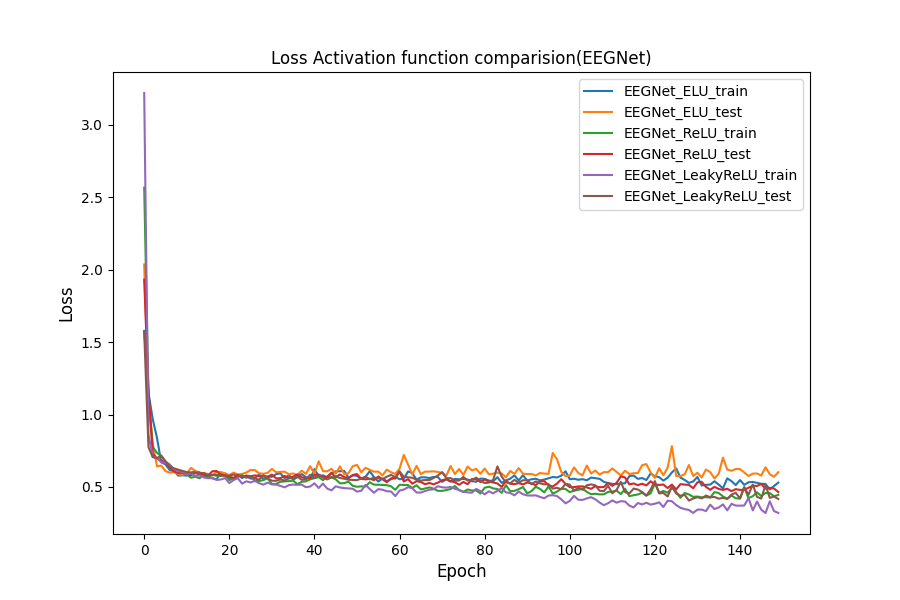 Loss Activation function comparision(EEGNet)
EEGNet_ELU_train
EEGNet_ELU_test
EEGNet_ReLU_train
EEGNet_ReLU_test
EEGNet_LeakyReLU_train
EEGNet_LeakyReLU_test
3.0
2.5
2.0
1.5
1.0
0.5
Loss
0 20 40 60 80 100 120 140
Epoch